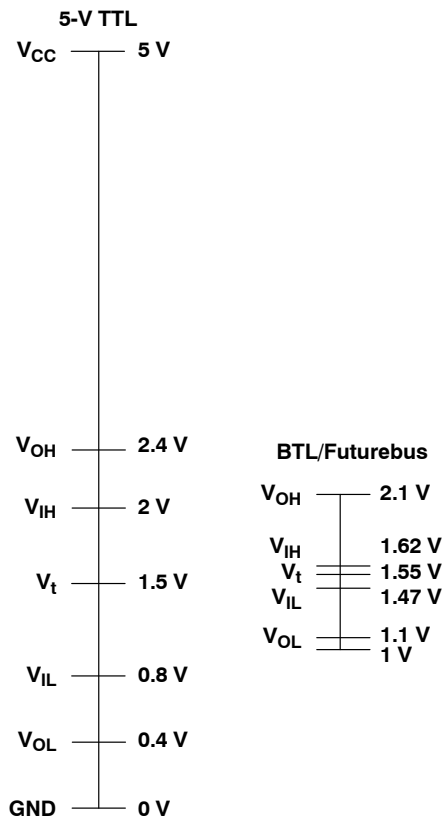 5-V TTL
VCC 5 V
VOH 2.4 V
VIH 2 V
Vt 1.5 V
VIL 0.8 V
VOL 0.4 V
GND 0 V
BTL/Futurebus
VOH 2.1 V
VIH 1.62 V
Vt 1.55 V
VIL 1.47 V
VOL 1.1 V
1 V